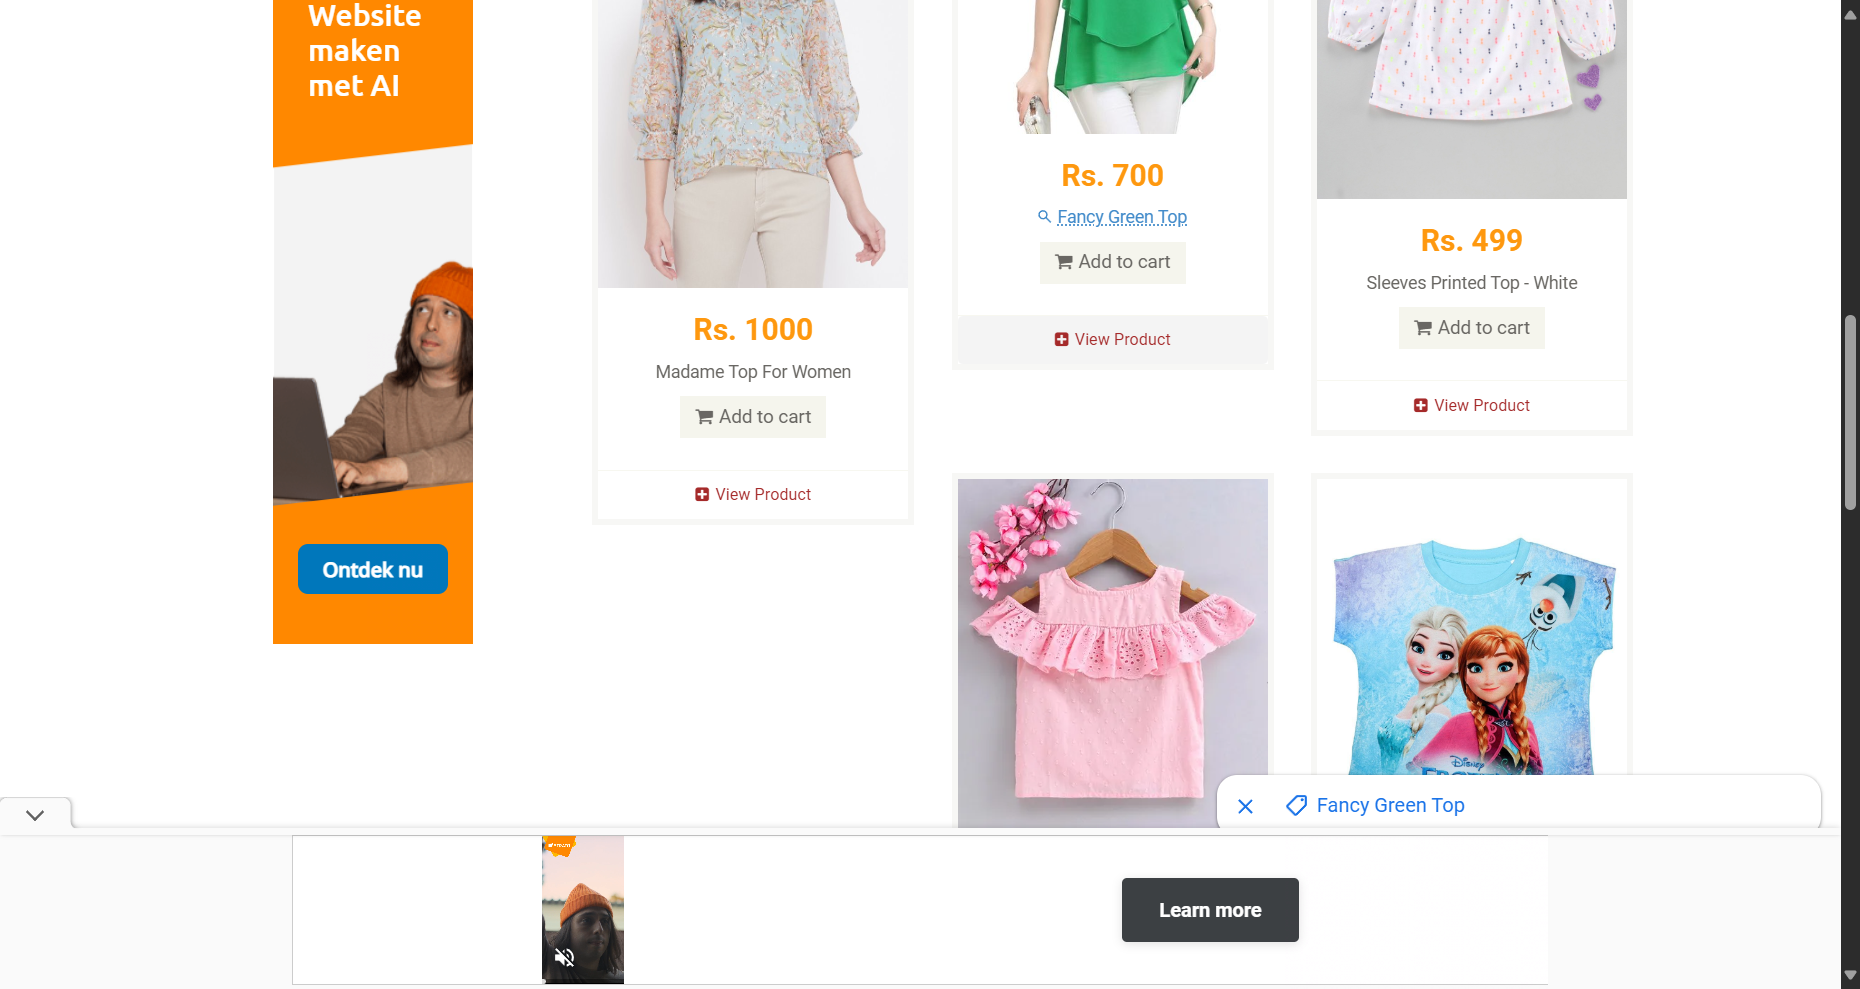 Website
maken
met AI
Ontdek nu
Rs. 1000
Madame Top For Women
Add to cart
View Product
Rs. 700
Fancy Green Top
Add to cart
View Product
Rs. 499
Sleeves Printed Top - White
Add to cart
View Product
Disney
Fancy Green Top
Learn more